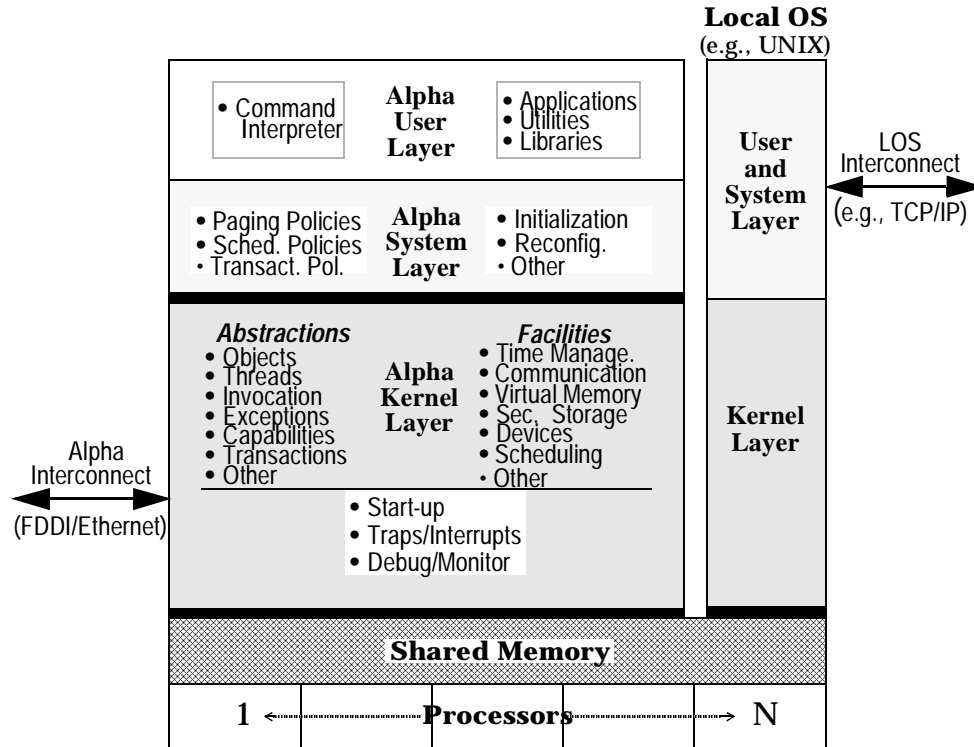 Local OS
(e.g., UNIX)
• Command
Interpreter
Alpha
User
Layer
• Applications
• Utilities
• Libraries
User
and
System
Layer
LOS
Interconnect
(e.g., TCP/IP)
• Paging Policies
• Sched. Policies
• Transact. Pol.
Alpha
System
Layer
• Initialization
• Reconfig.
• Other
Abstractions
• Objects
• Threads
• Invocation
• Exceptions
• Capabilities
• Transactions
• Other
Alpha
Kernel
Layer
Facilities
• Time Manage.
• Communication
• Virtual Memory
• Sec. Storage
• Devices
• Scheduling
• Other
Kernel
Layer
Alpha
Interconnect
(FDDI/Ethernet)
• Start-up
• Traps/Interrupts
• Debug/Monitor
Shared Memory
1 Processors N